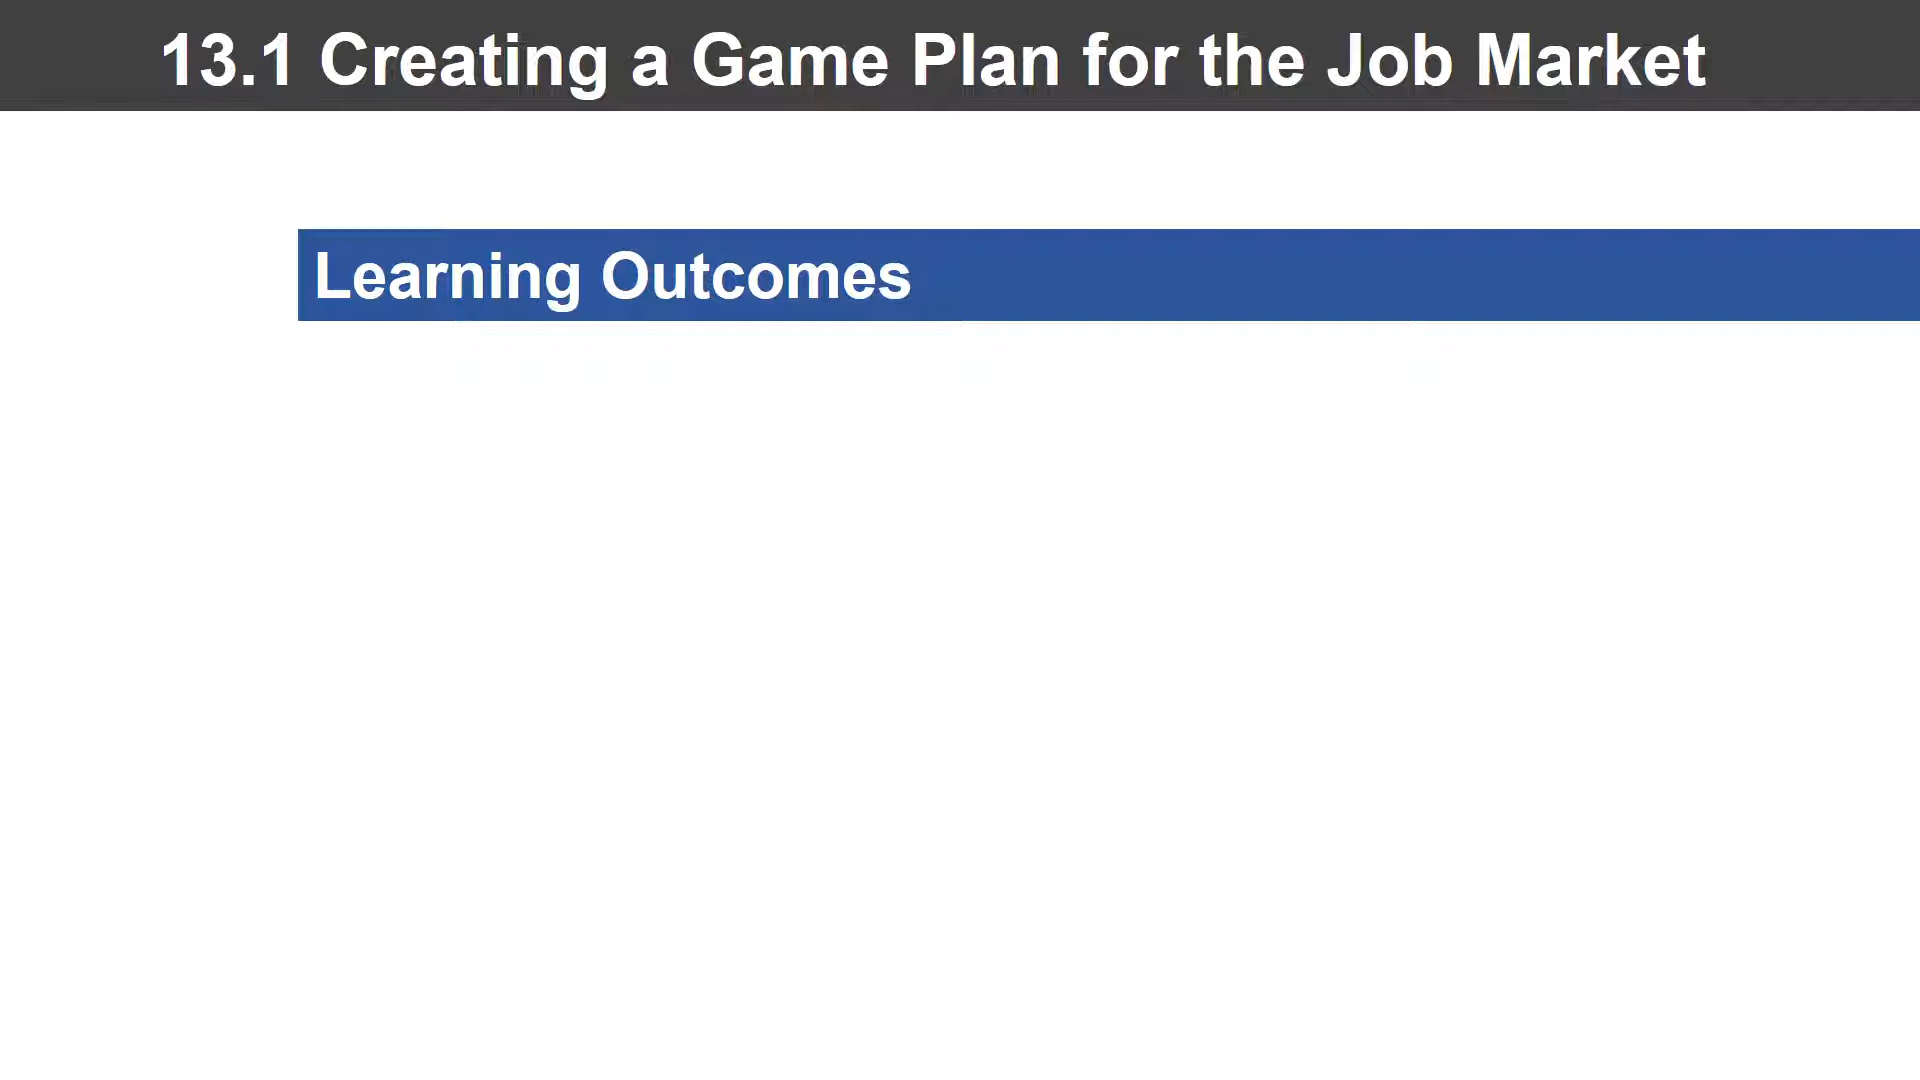 13.1 Creating a Game Plan for the Job Market
Learning Outcomes